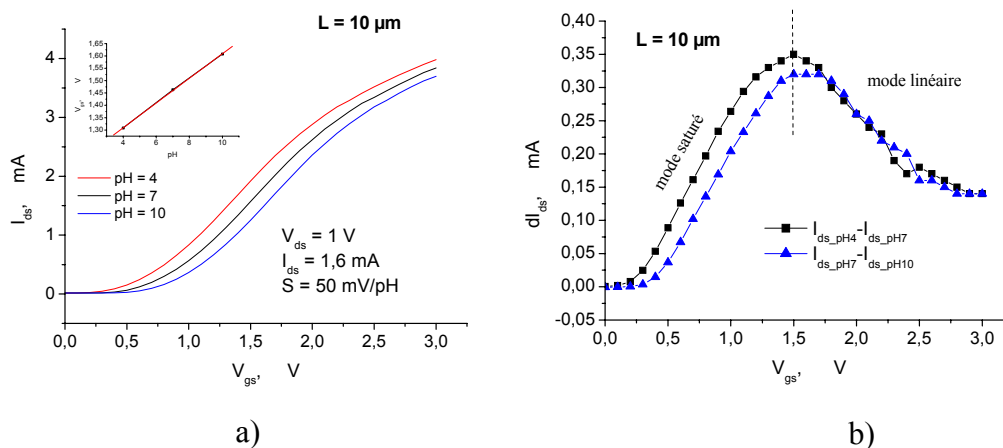 L = 10 µm
1,65
1,60
1,55
1,50
1,45
1,40
1,35
1,30
V_gs, V
4
6
8
10
pH
pH = 4
pH = 7
pH = 10
V_ds = 1 V
I_ds = 1,6 mA
S = 50 mV/pH
4
3
2
1
0
I_ds, mA
0,0 0,5 1,0 1,5 2,0 2,5 3,0
V_gs, V
a)
L = 10 µm
mode saturé
mode linéaire
I_ds_pH4-I_ds_pH7
I_ds_pH7-I_ds_pH10
0,40
0,35
0,30
0,25
0,20
0,15
0,10
0,05
0,00
-0,05
dI_ds, mA
0,0 0,5 1,0 1,5 2,0 2,5 3,0
V_gs, V
b)